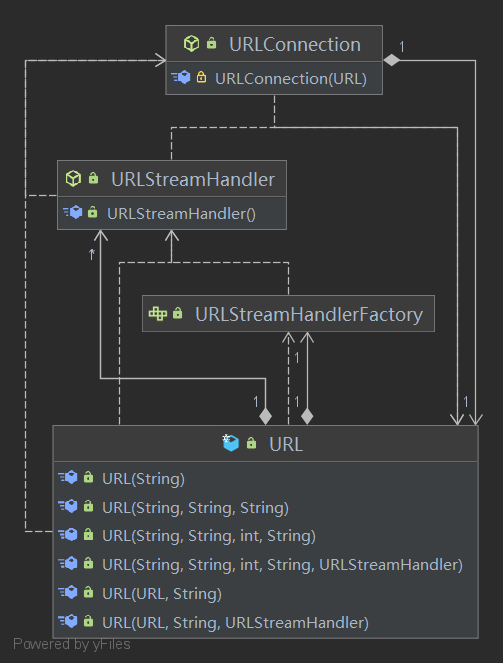 URLConnection
1
URLConnection(URL)
URLStreamHandler
URLStreamHandler()
*
URLStreamHandlerFactory
1
1
1
1
URL
URL(String)
URL(String, String, String)
URL(String, String, int, String)
URL(String, String, int, String, URLStreamHandler)
URL(URL, String)
URL(URL, String, URLStreamHandler)
Powered by yFiles